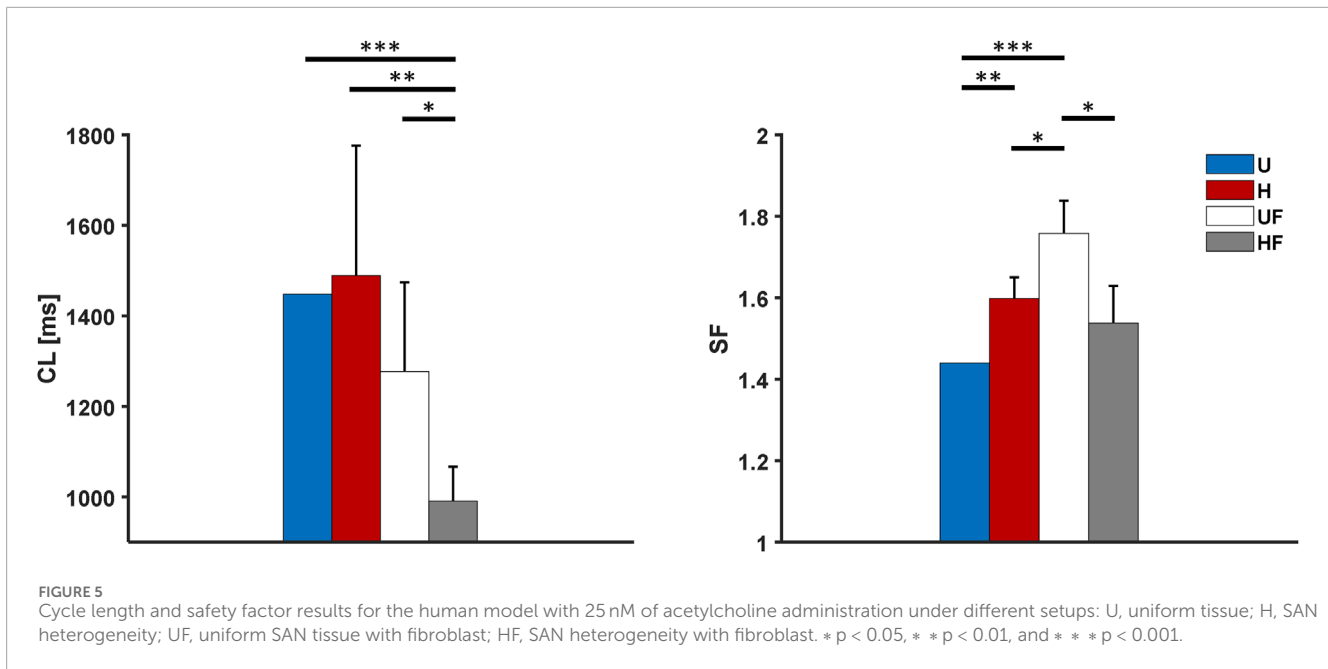 ***
**
*
1800
1600
1400
1200
1000
CL [ms]
***
**
*
*
2
1.8
1.6
1.4
1.2
1
SF
U
H
UF
HF
FIGURE 5
Cycle length and safety factor results for the human model with 25 nM of acetylcholine administration under different setups: U, uniform tissue; H, SAN
heterogeneity; UF, uniform SAN tissue with fibroblast; HF, SAN heterogeneity with fibroblast. ∗ p < 0.05, ∗ ∗ p < 0.01, and ∗ ∗ ∗ p < 0.001.